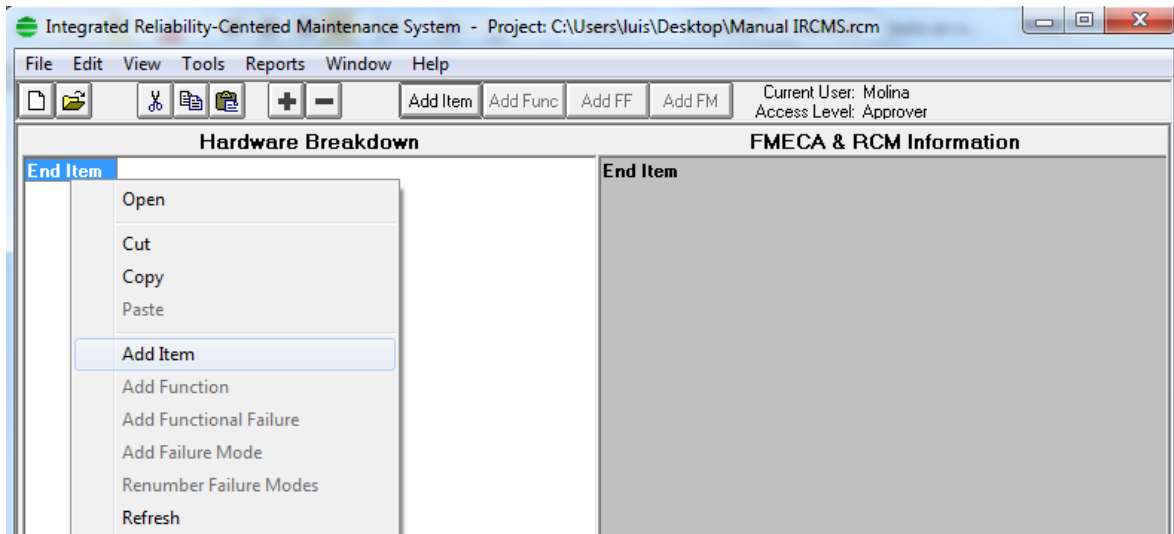 Integrated Reliability-Centered Maintenance System - Project: C:\Users\luis\Desktop\Manual IRCMS.rcm
File Edit View Tools Reports Window Help
Add Item Add Func Add FF Add FM Current User: Molina
Access Level: Approver
Hardware Breakdown FMECA & RCM Information
End Item End Item
Open
Cut
Copy
Paste
Add Item
Add Function
Add Functional Failure
Add Failure Mode
Renumber Failure Modes
Refresh